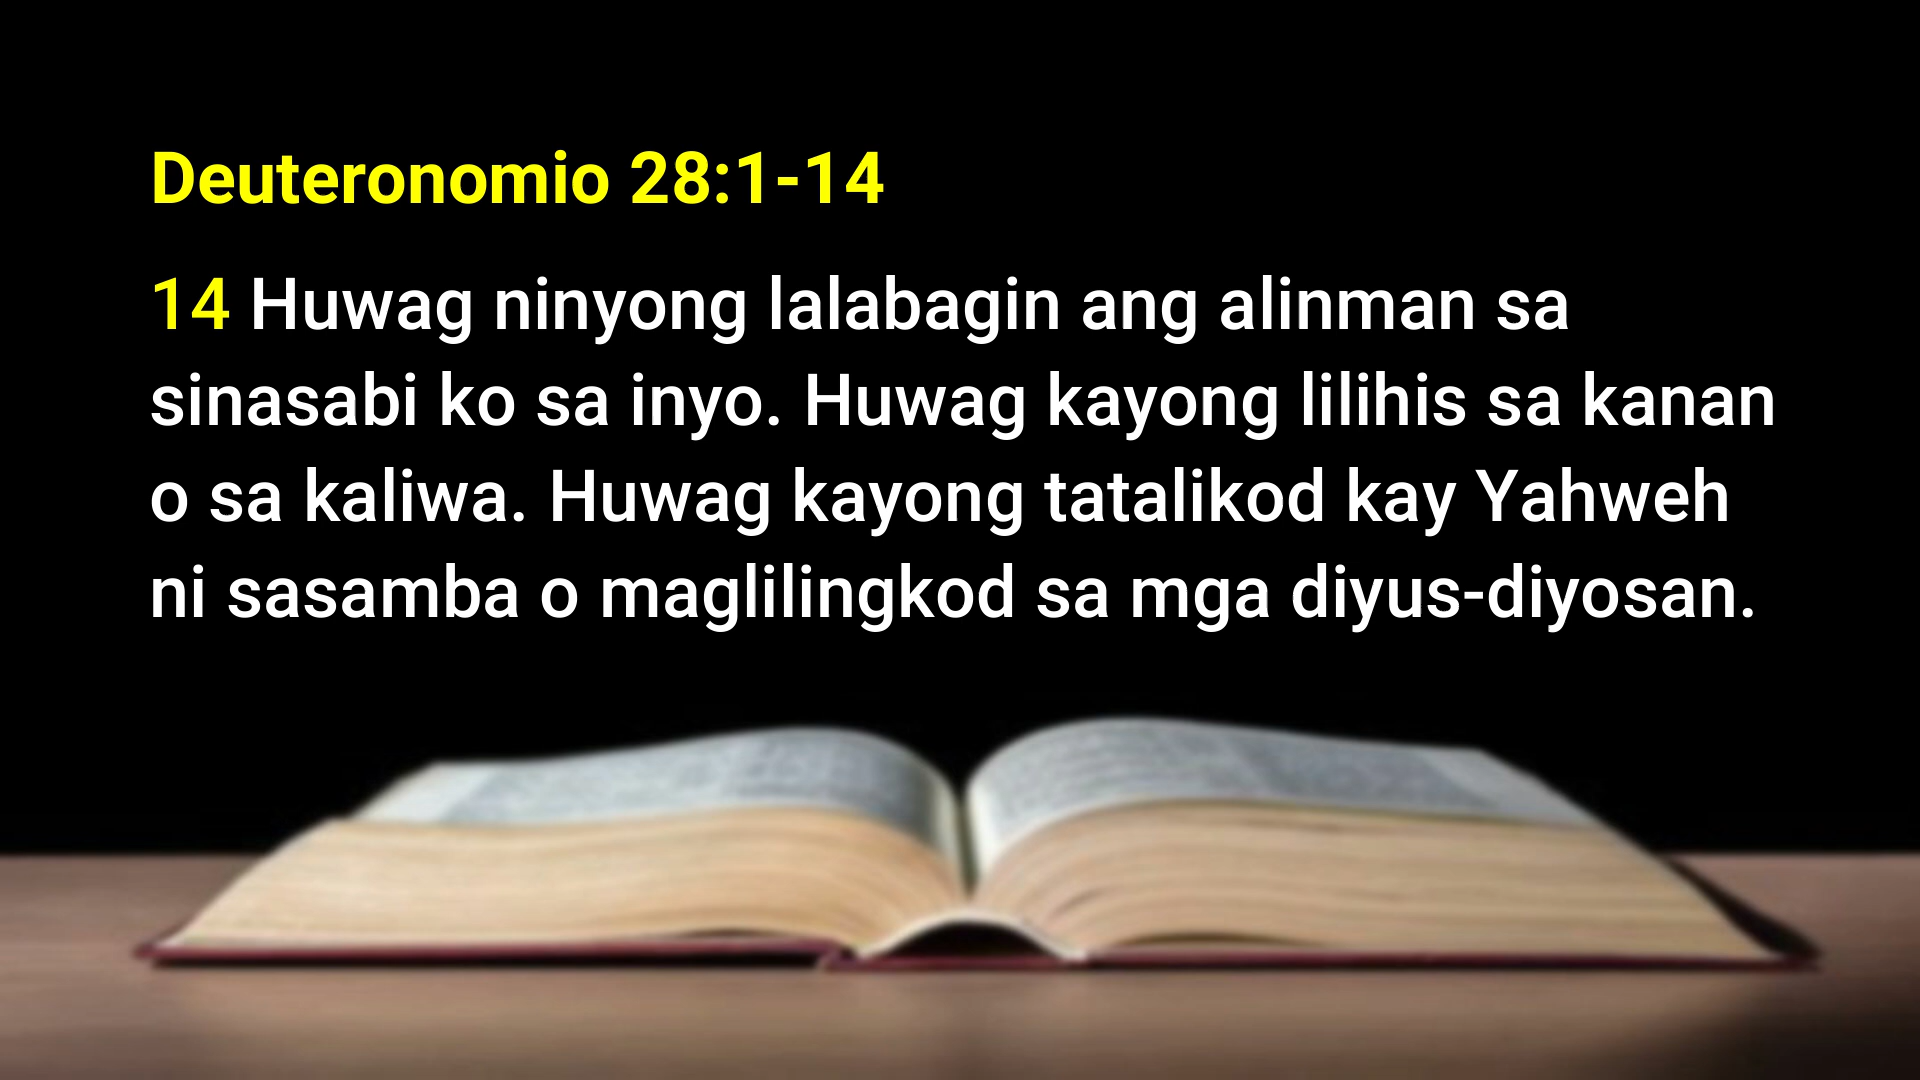 Deuteronomio 28:1-14
14 Huwag ninyong lalabagin ang alinman sa
sinasabi ko sa inyo. Huwag kayong lilihis sa kanan
o sa kaliwa. Huwag kayong tatalikod kay Yahweh
ni sasamba o maglilingkod sa mga diyus-diyosan.